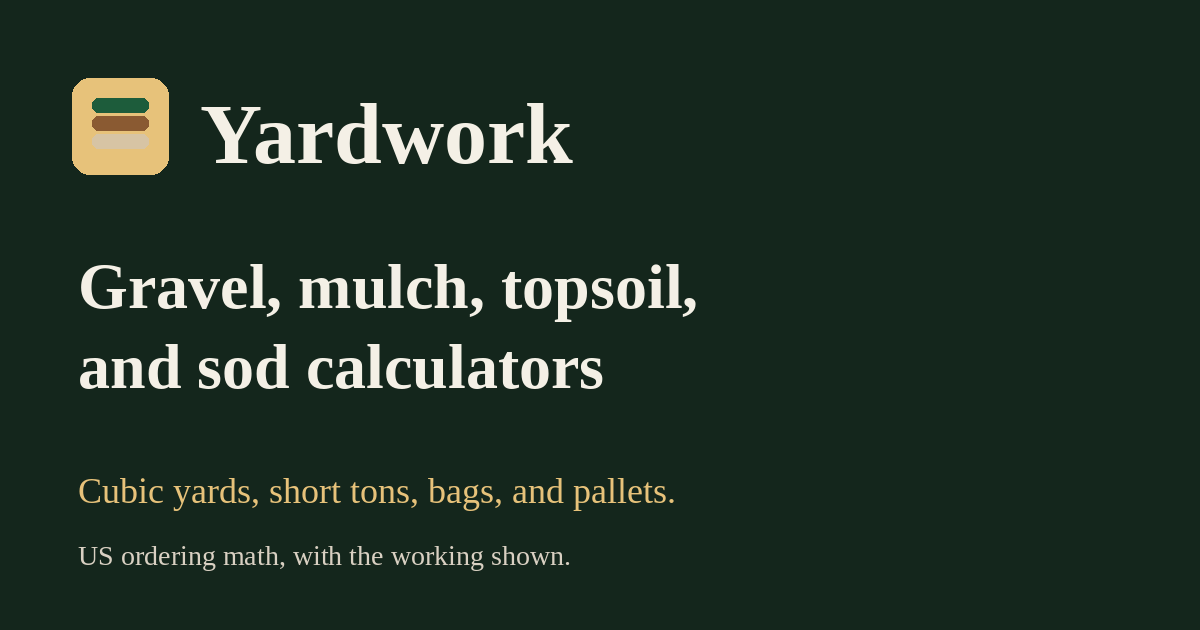 Yardwork
Gravel, mulch, topsoil,
and sod calculators
Cubic yards, short tons, bags, and pallets.
US ordering math, with the working shown.